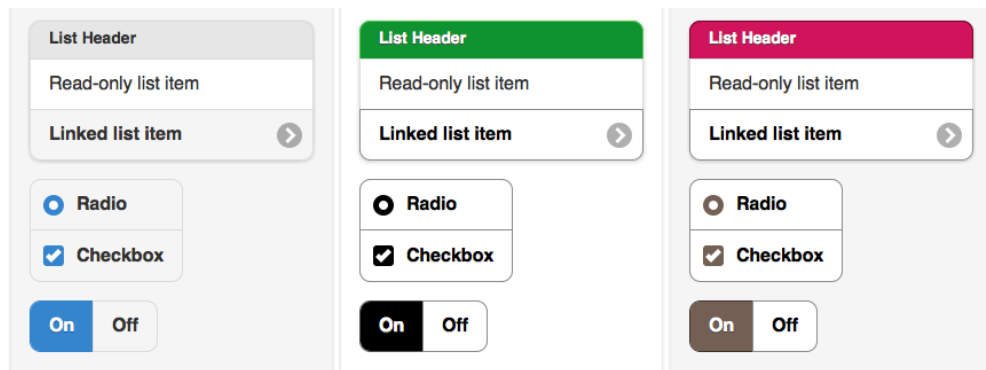 List Header
Read-only list item
Linked list item
Radio
Checkbox
On Off
List Header
Read-only list item
Linked list item
Radio
Checkbox
On Off
List Header
Read-only list item
Linked list item
Radio
Checkbox
On Off